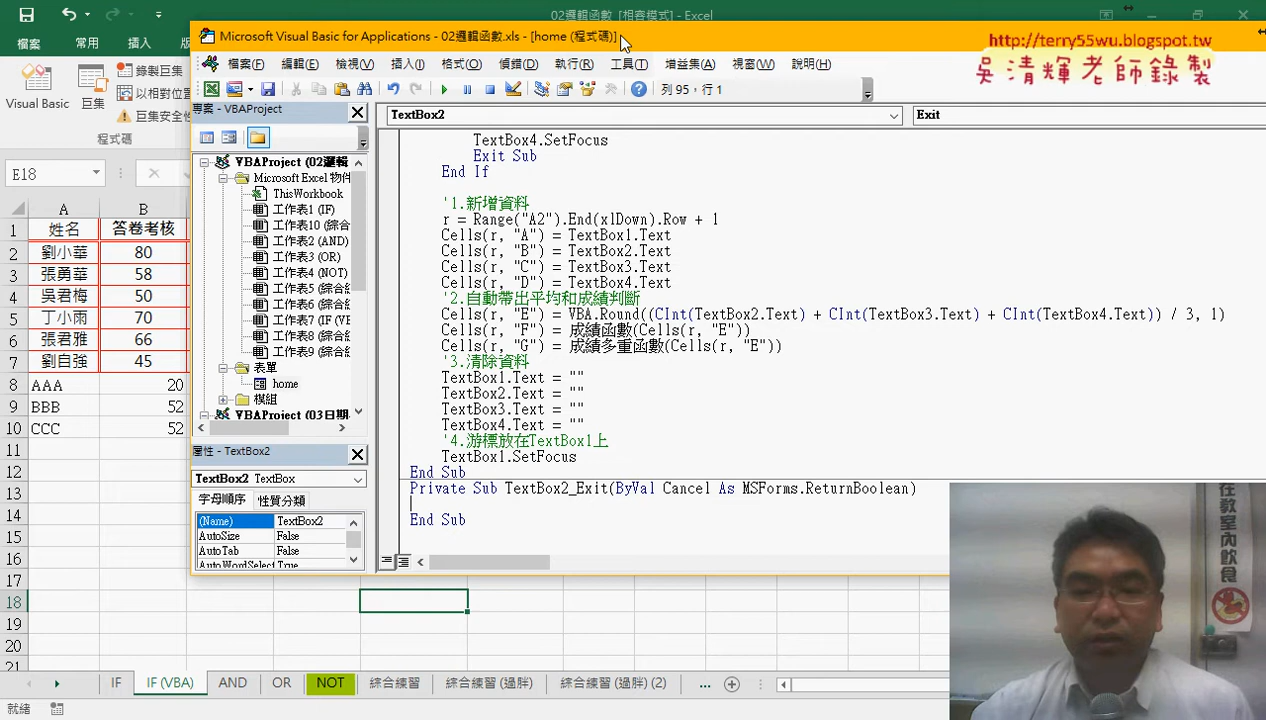 02邏輯函數 [相容模式] - Excel
檔案 常用 插入
Visual Basic
巨集
錄製巨集
以相對位置
巨集安全性
程式碼
E18
A B
1 姓名 答卷考核
2 劉小華 80
3 張勇華 58
4 吳君梅 50
5 丁小雨 70
6 張君雅 66
7 劉自強 45
8 AAA 20
9 BBB 52
10 CCC 52
11
12
13
14
15
16
17
18
19
20
21
Microsoft Visual Basic for Applications - 02邏輯函數.xls - [home (程式碼)]
http://terry55wu.blogspot.tw
吳清輝老師錄製
檔案(F) 編輯(E) 檢視(V) 插入(I) 格式(O) 偵錯(D) 執行(R) 工具(T) 增益集(A) 視窗(W) 說明(H)
列 95，行 1
專案 - VBAProject
VBAProject (02邏輯
Microsoft Excel 物件
ThisWorkbook
工作表1 (IF)
工作表10 (綜合
工作表2 (AND)
工作表3 (OR)
工作表4 (NOT)
工作表5 (綜合
工作表6 (綜合
工作表7 (IF (VB
工作表8 (綜合
工作表9 (綜合
表單
home
模組
VBAProject (03日期
屬性 - TextBox2
TextBox2 TextBox
字母順序 性質分類
(Name) TextBox2
AutoSize False
AutoTab False
AutoWordSelect True
TextBox2 Exit
TextBox4.SetFocus
Exit Sub
End If
'1.新增資料
r = Range("A2").End(xlDown).Row + 1
Cells(r, "A") = TextBox1.Text
Cells(r, "B") = TextBox2.Text
Cells(r, "C") = TextBox3.Text
Cells(r, "D") = TextBox4.Text
'2.自動帶出平均和成績判斷
Cells(r, "E") = VBA.Round((CInt(TextBox2.Text) + CInt(TextBox3.Text) + CInt(TextBox4.Text)) / 3, 1)
Cells(r, "F") = 成績函數(Cells(r, "E"))
Cells(r, "G") = 成績多重函數(Cells(r, "E"))
'3.清除資料
TextBox1.Text = ""
TextBox2.Text = ""
TextBox3.Text = ""
TextBox4.Text = ""
'4.游標放在TextBox1上
TextBox1.SetFocus
End Sub
Private Sub TextBox2_Exit(ByVal Cancel As MSForms.ReturnBoolean)
End Sub
在教室內飲食
IF IF (VBA) AND OR NOT 綜合練習 綜合練習 (過胖) 綜合練習 (過胖) (2) ...
就緒